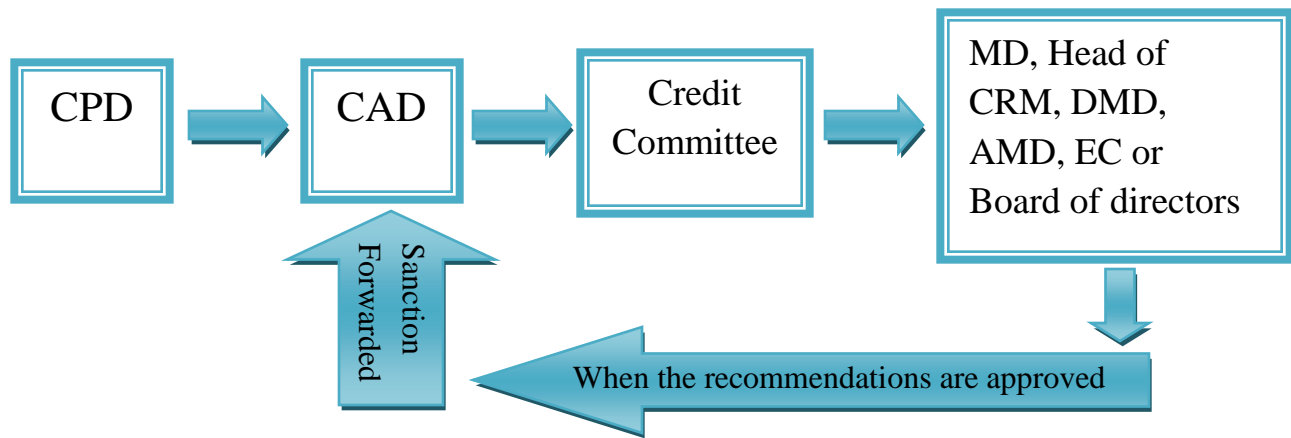 CPD
CAD
Credit
Committee
MD, Head of
CRM, DMD,
AMD, EC or
Board of directors
Sanction
Forwarded
When the recommendations are approved